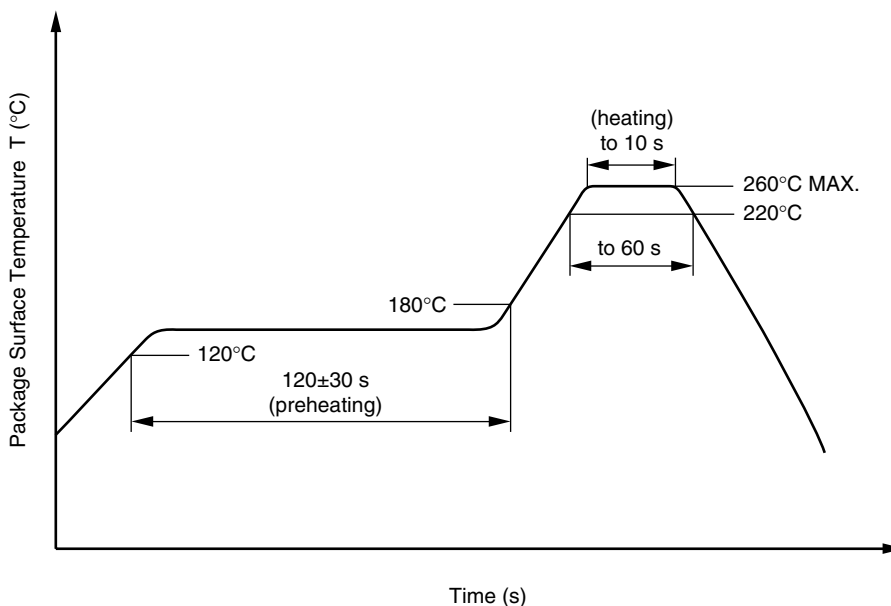 Package Surface Temperature T (°C)
(heating)
to 10 s
260°C MAX.
220°C
to 60 s
180°C
120°C
120±30 s
(preheating)
Time (s)